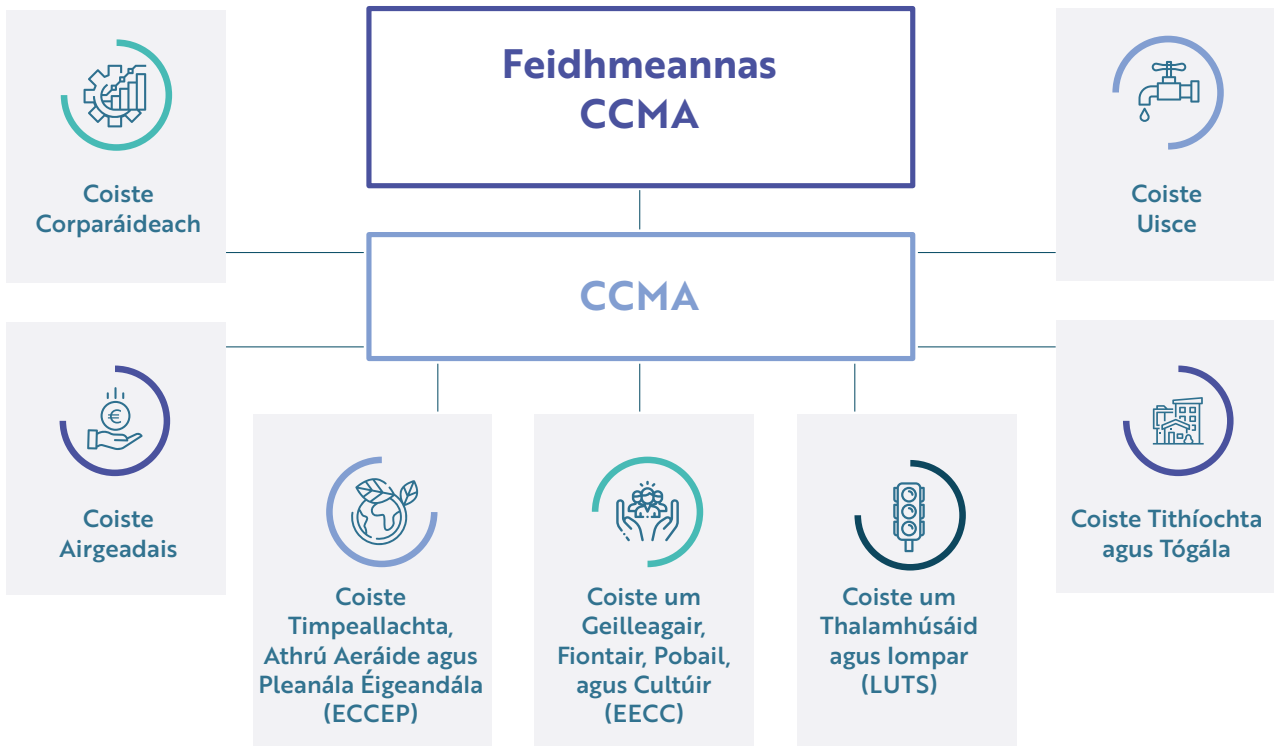 Feidhmeannas
CCMA
Coiste
Corparáideach
Coiste
Uisce
CCMA
Coiste
Airgeadais
Coiste Tithíochta
agus Tógála
Coiste
Timpeallachta,
Athrú Aeráide agus
Pleanála Éigeandála
(ECCEP)
Coiste um
Geilleagair,
Fiontair, Pobail,
agus Cultúir
(EECC)
Coiste um
Thalamhúsáid
agus Iompar
(LUTS)